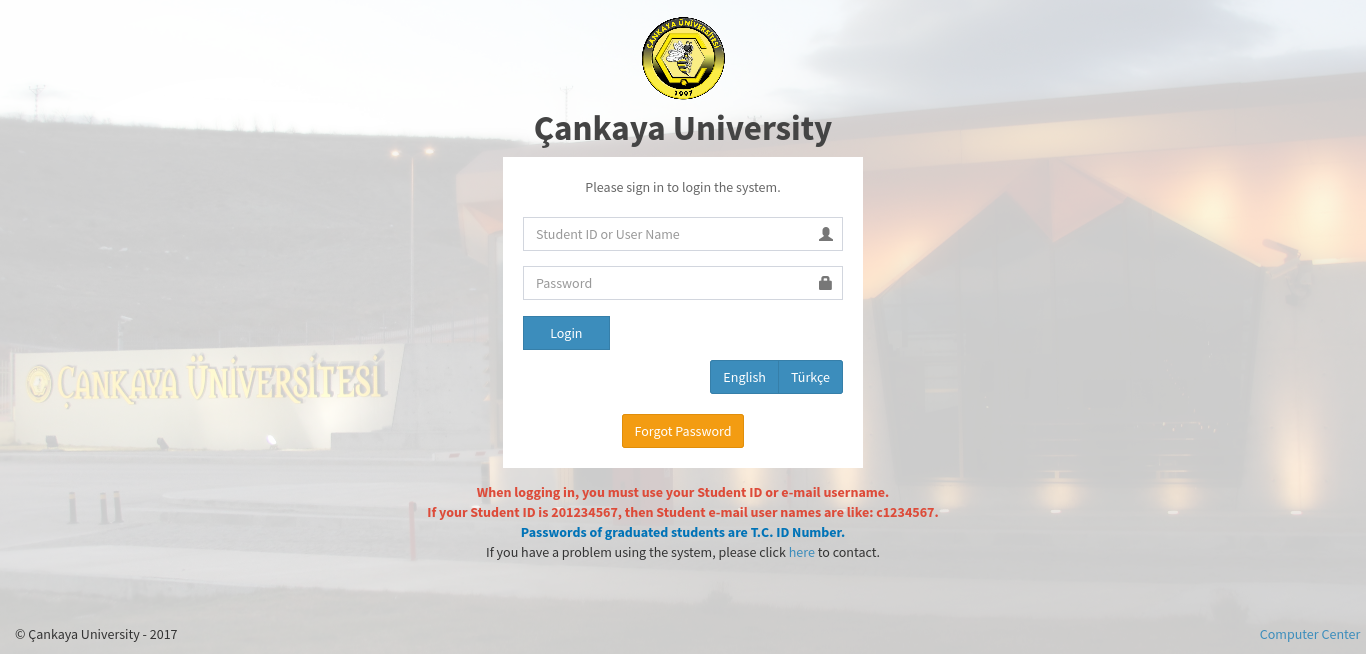 ÇANKAYA ÜNİVERSİTESİ
1997
Çankaya University
Please sign in to login the system.
Student ID or User Name
Password
Login
English Türkçe
Forgot Password
ÇANKAYA ÜNİVERSİTESİ
When logging in, you must use your Student ID or e-mail username.
If your Student ID is 201234567, then Student e-mail user names are like: c1234567.
Passwords of graduated students are T.C. ID Number.
If you have a problem using the system, please click here to contact.
© Çankaya University - 2017
Computer Center